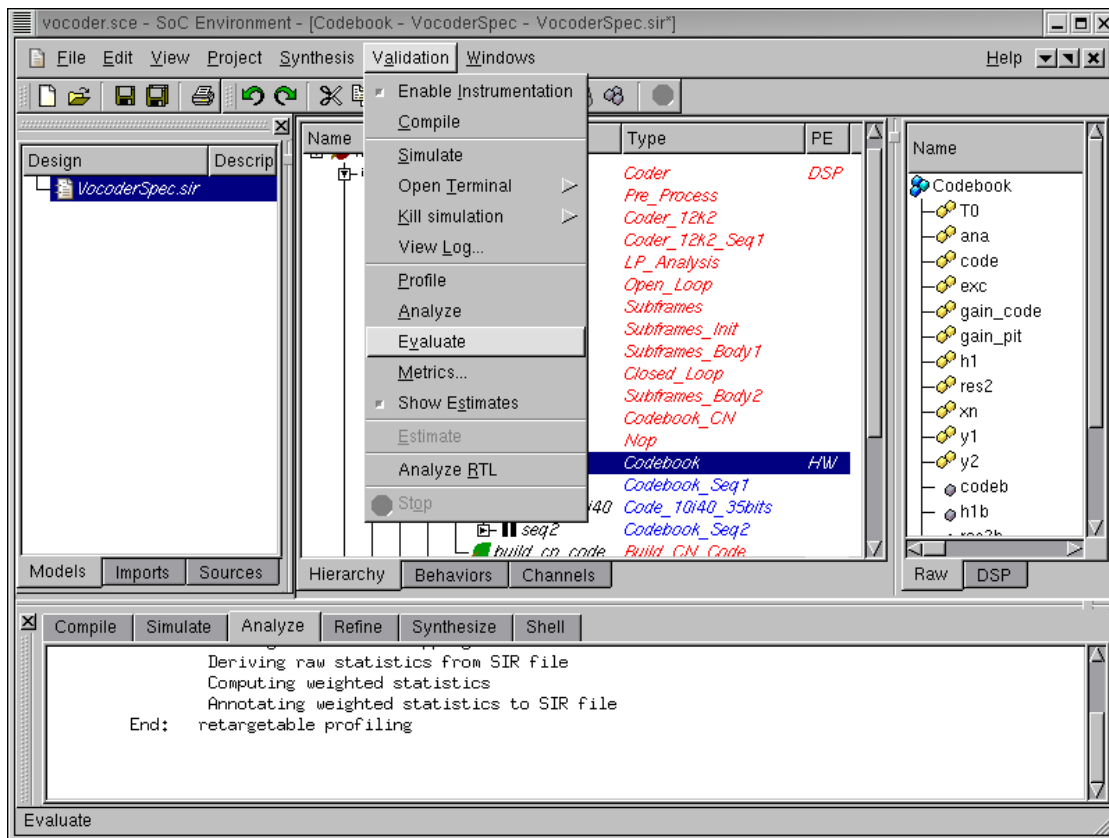 vocoder.sce - SoC Environment - [Codebook - VocoderSpec - VocoderSpec.sir*]
File Edit View Project Synthesis Validation Windows Help
Enable Instrumentation
Compile
Simulate
Open Terminal
Kill simulation
View Log...
Profile
Analyze
Evaluate
Metrics...
Show Estimates
Estimate
Analyze RTL
Stop
Design Descrip
VocoderSpec.sir
Models Imports Sources
Name Type PE
Coder DSP
Pre_Process
Coder_12k2
Coder_12k2_Seq1
LP_Analysis
Open_Loop
Subframes
Subframes_Init
Subframes_Body1
Closed_Loop
Subframes_Body2
Codebook_CN
Nop
Codebook HW
Codebook_Seq1
i40 Code_10i40_35bits
seq2 Codebook_Seq2
build_cn_code Build_CN_Code
Hierarchy Behaviors Channels
Name
Codebook
T0
ana
code
exc
gain_code
gain_pit
h1
res2
xn
y1
y2
codeb
h1b
Raw DSP
Compile Simulate Analyze Refine Synthesize Shell
Deriving raw statistics from SIR file
Computing weighted statistics
Annotating weighted statistics to SIR file
End: retargetable profiling
Evaluate